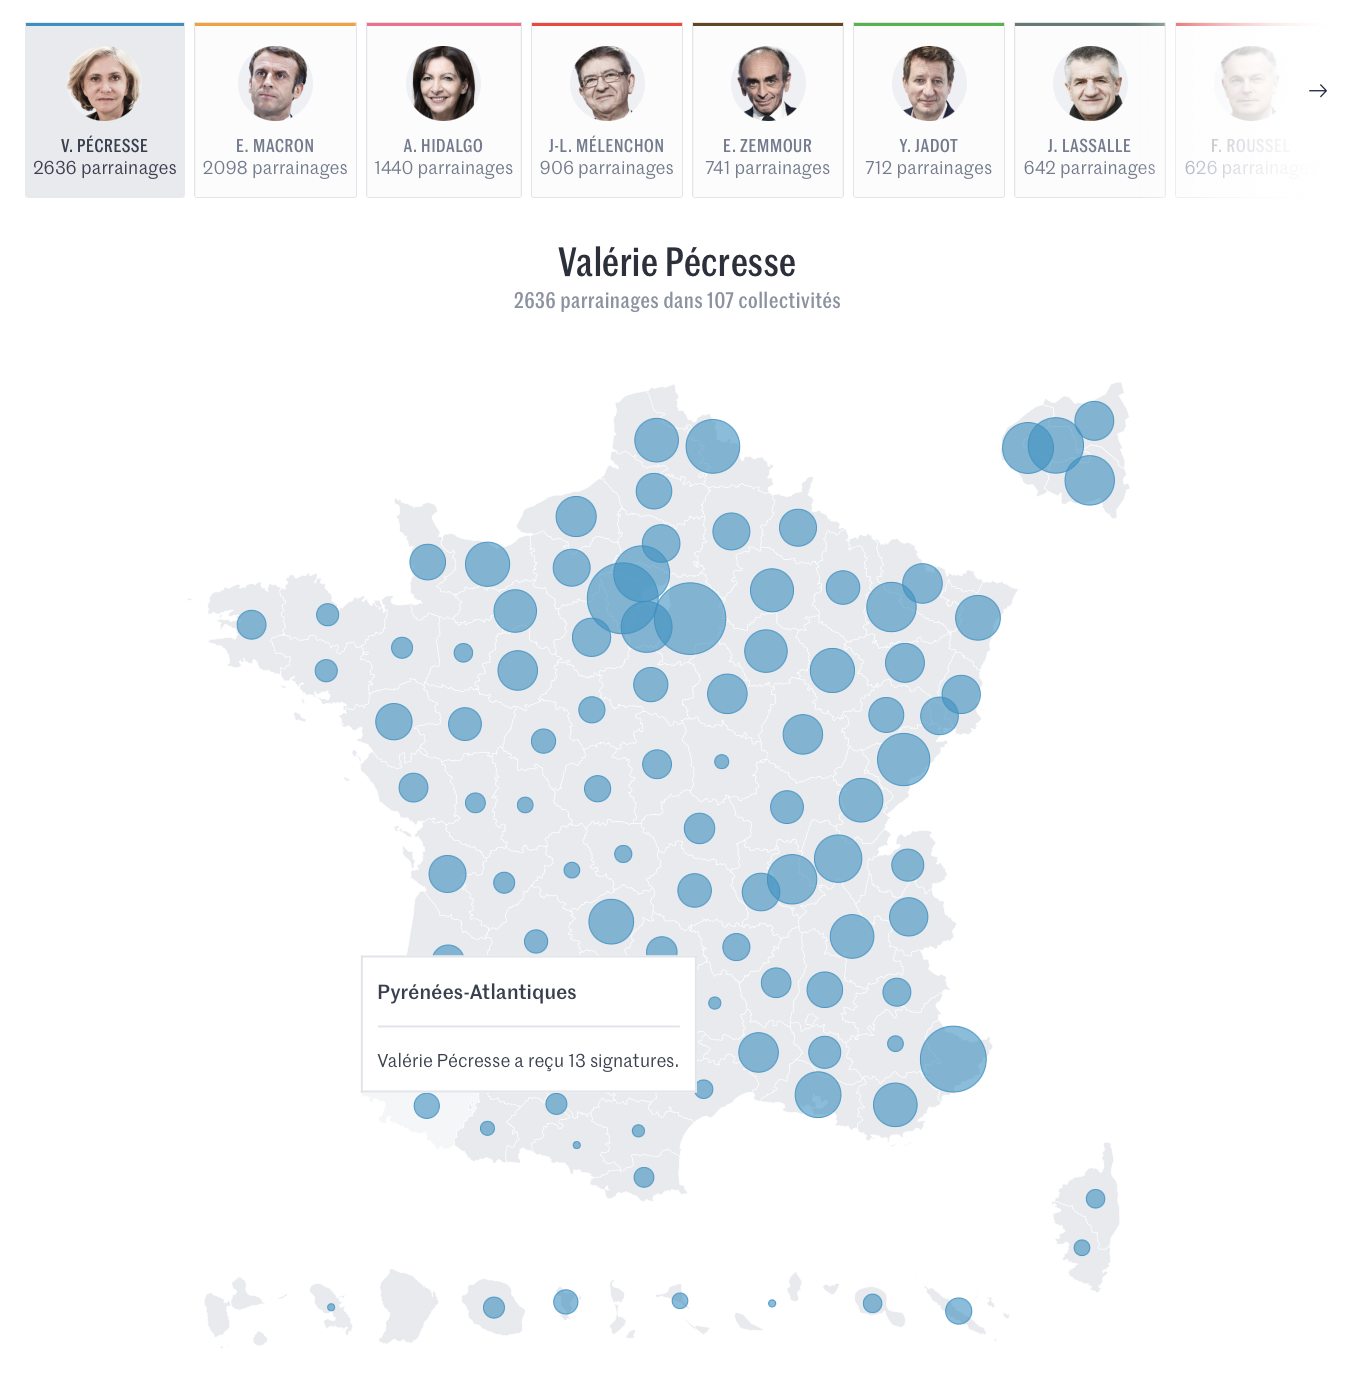 V. PÉCRESSE
2636 parrainages
E. MACRON
2098 parrainages
A. HIDALGO
1440 parrainages
J-L. MÉLENCHON
906 parrainages
E. ZEMMOUR
741 parrainages
Y. JADOT
712 parrainages
J. LASSALLE
642 parrainages
F. ROUSSEL
626 parrainages
Valérie Pécresse
2636 parrainages dans 107 collectivités
Pyrénées-Atlantiques
Valérie Pécresse a reçu 13 signatures.